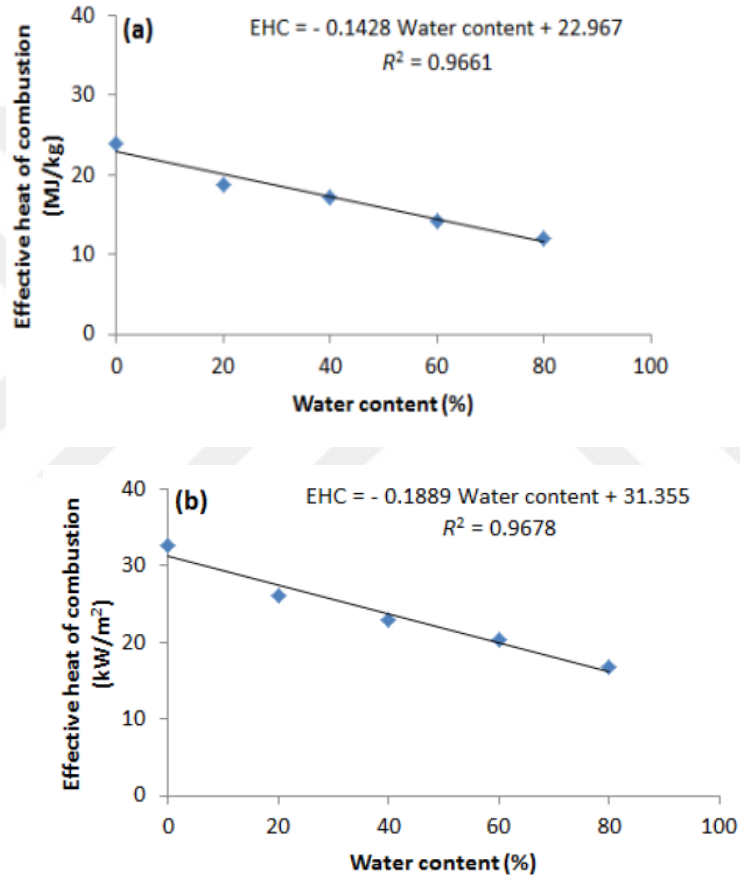 (a) EHC = - 0.1428 Water content + 22.967
R² = 0.9661
Effective heat of combustion
(MJ/kg)
40
30
20
10
0
0 20 40 60 80 100
Water content (%)
(b) EHC = - 0.1889 Water content + 31.355
R² = 0.9678
Effective heat of combustion
(kW/m²)
40
30
20
10
0
0 20 40 60 80 100
Water content (%)